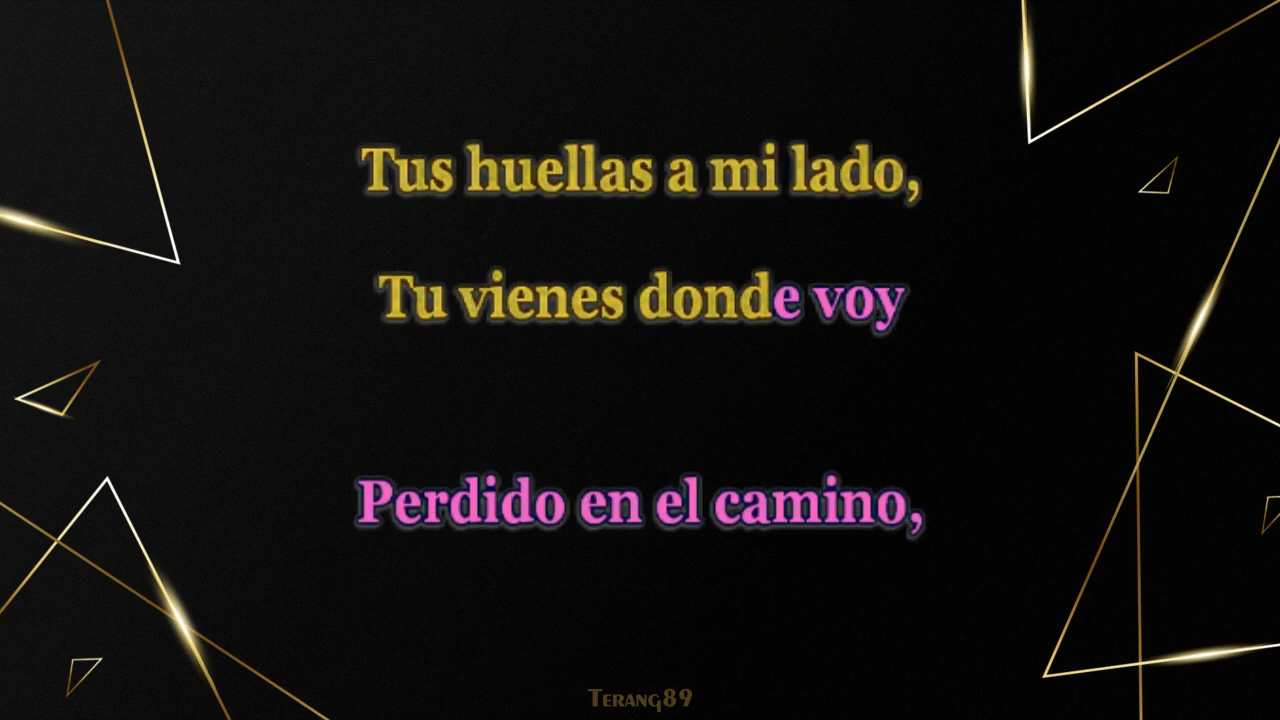 Tus huellas a mi lado,
Tu vienes donde voy
Perdido en el camino,
Terang89